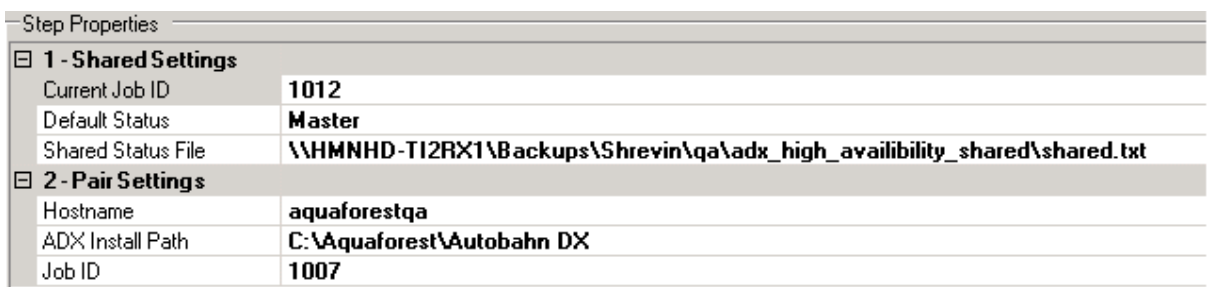 Step Properties
1 - Shared Settings
Current Job ID 1012
Default Status Master
Shared Status File \\HMNHD-TI2RX1\Backups\Shrevin\qa\adx_high_availibility_shared\shared.txt
2 - Pair Settings
Hostname aquaforestqa
ADX Install Path C:\Aquaforest\Autobahn DX
Job ID 1007